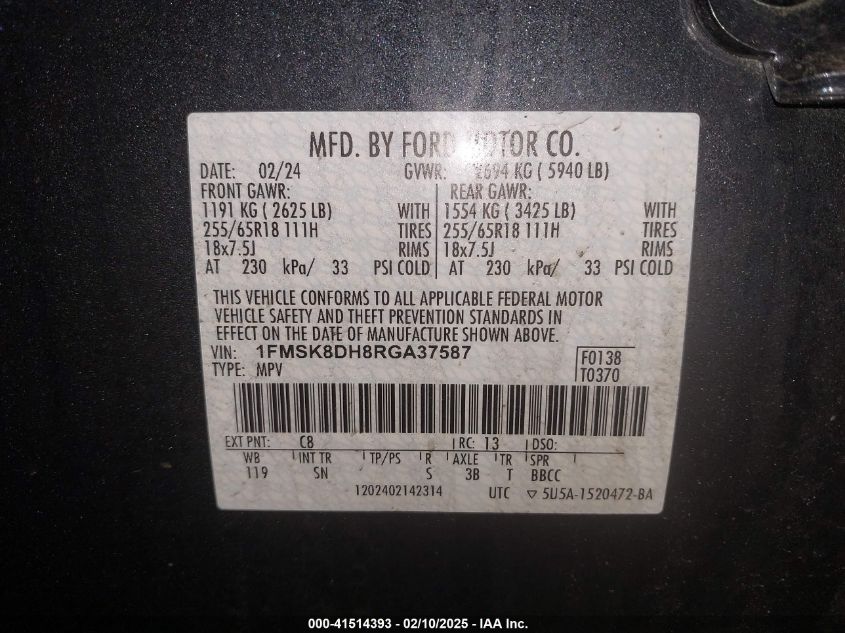 MFD. BY FORD MOTOR CO.
DATE: 02/24 GVWR: 2694 KG ( 5940 LB)
FRONT GAWR: REAR GAWR:
1191 KG ( 2625 LB) WITH 1554 KG ( 3425 LB) WITH
255/65R18 111H TIRES 255/65R18 111H TIRES
18x7.5J RIMS 18x7.5J RIMS
AT 230 kPa/ 33 PSI COLD AT 230 kPa/ 33 PSI COLD
THIS VEHICLE CONFORMS TO ALL APPLICABLE FEDERAL MOTOR
VEHICLE SAFETY AND THEFT PREVENTION STANDARDS IN
EFFECT ON THE DATE OF MANUFACTURE SHOWN ABOVE.
VIN: 1FMSK8DH8RGA37587 F0138
TYPE: MPV T0370
EXT PNT: C8 RC: 13 DSO:
WB INT TR TP/PS R AXLE TR SPR
119 SN S 3B T BBCC
1202402142314 UTC ▽ 5U5A-1520472-BA
000-41514393 - 02/10/2025 - IAA Inc.